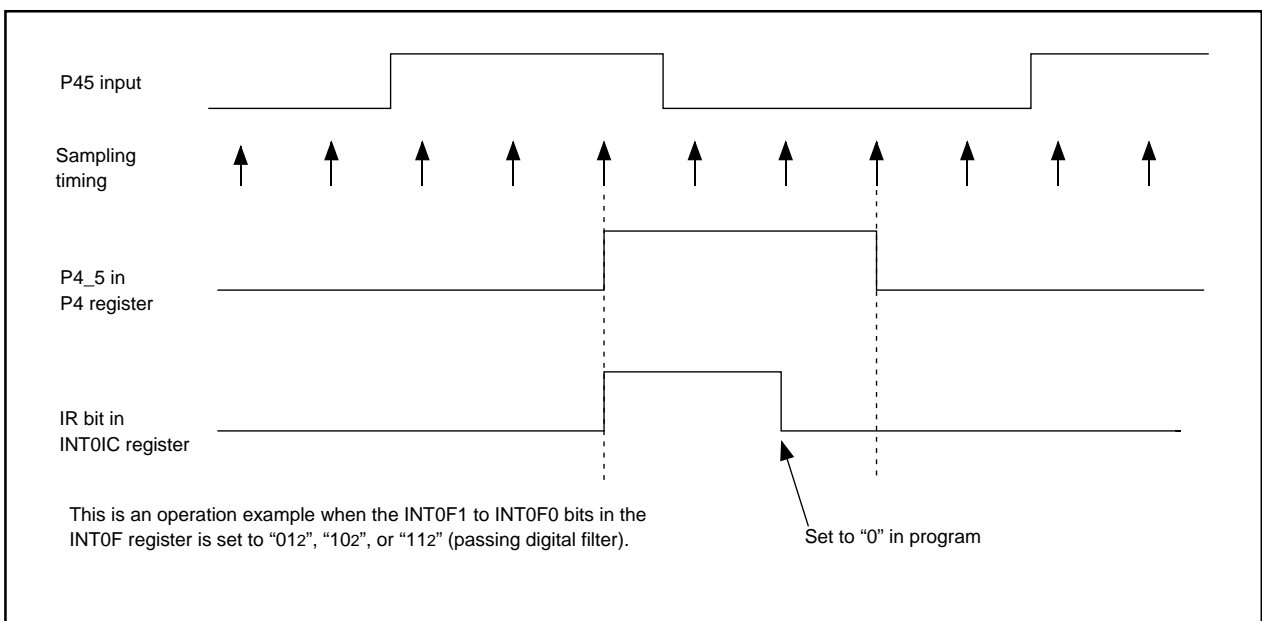 P45 input
Sampling
timing
P4_5 in
P4 register
IR bit in
INT0IC register
This is an operation example when the INT0F1 to INT0F0 bits in the
INT0F register is set to “012”, “102”, or “112” (passing digital filter).
Set to “0” in program